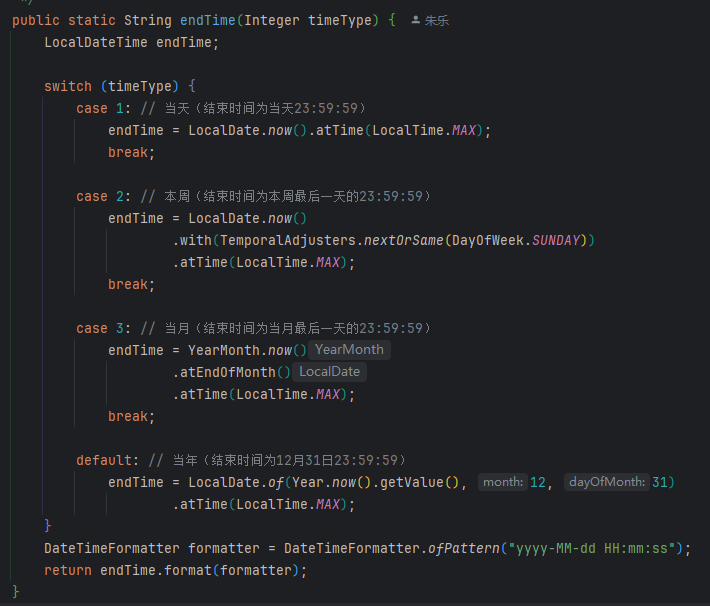 */
public static String endTime(Integer timeType) { 朱乐
LocalDateTime endTime;
switch (timeType) {
case 1: // 当天（结束时间为当天23:59:59）
endTime = LocalDate.now().atTime(LocalTime.MAX);
break;
case 2: // 本周（结束时间为本周最后一天的23:59:59）
endTime = LocalDate.now()
.with(TemporalAdjusters.nextOrSame(DayOfWeek.SUNDAY))
.atTime(LocalTime.MAX);
break;
case 3: // 当月（结束时间为当月最后一天的23:59:59）
endTime = YearMonth.now() YearMonth
.atEndOfMonth() LocalDate
.atTime(LocalTime.MAX);
break;
default: // 当年（结束时间为12月31日23:59:59）
endTime = LocalDate.of(Year.now().getValue(), month: 12, dayOfMonth: 31)
.atTime(LocalTime.MAX);
}
DateTimeFormatter formatter = DateTimeFormatter.ofPattern("yyyy-MM-dd HH:mm:ss");
return endTime.format(formatter);
}